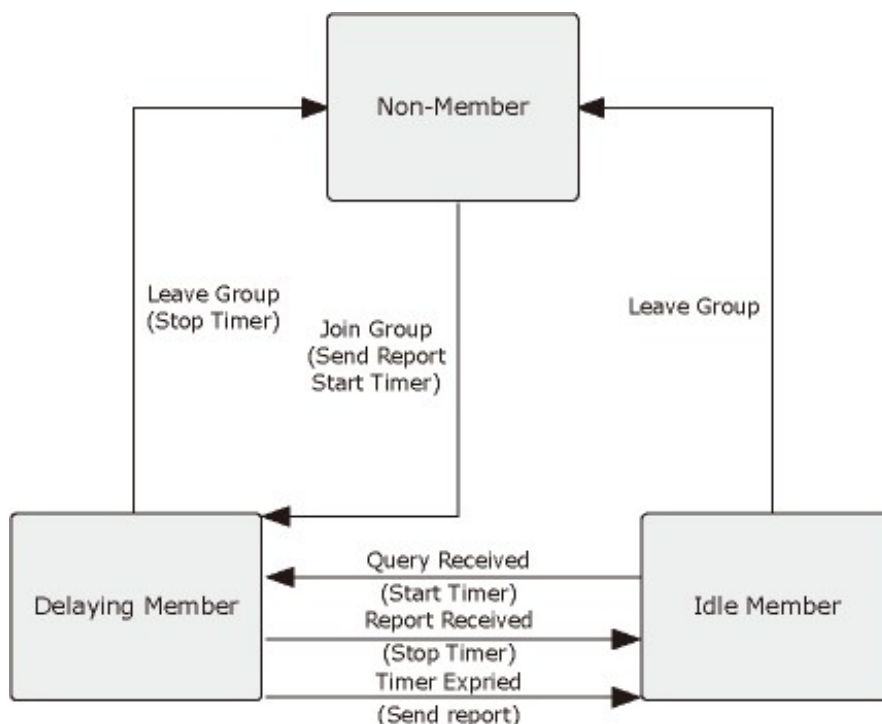 Non-Member
Leave Group
(Stop Timer)
Join Group
(Send Report
Start Timer)
Leave Group
Delaying Member
Query Received
(Start Timer)
Report Received
(Stop Timer)
Timer Expried
(Send report)
Idle Member